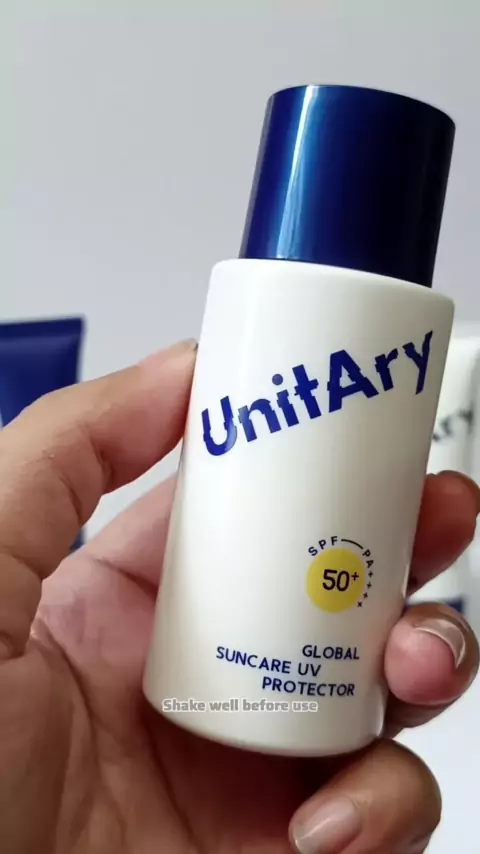 UnitAry
SPF—PA++++
50+
GLOBAL
SUNCARE UV
PROTECTOR
Shake well before use